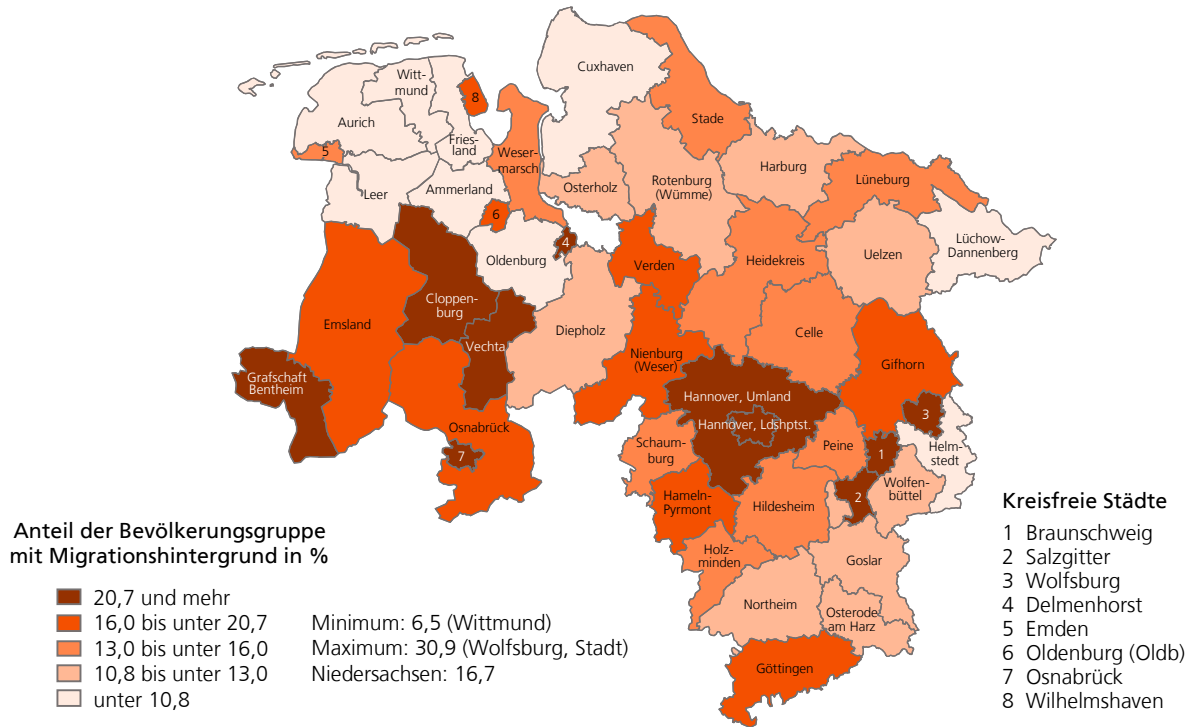 Cuxhaven
Witt-
mund
8
Aurich
Stade
5
Fries-
land
Weser-
marsch
Harburg
Leer
Ammerland
Osterholz
Rotenburg
(Wümme)
Lüneburg
6
4
Oldenburg
Verden
Heidekreis
Uelzen
Lüchow-
Dannenberg
Cloppen-
burg
Emsland
Diepholz
Celle
Vechta
Nienburg
(Weser)
Gifhorn
Grafschaft
Bentheim
Hannover, Umland
Hannover, Ldshptst.
3
Osnabrück
7
Schaum-
burg
Peine
1
Helm-
stedt
Hameln-
Pyrmont
Hildesheim
2
Wolfen-
büttel
Holz-
minden
Goslar
Northeim
Osterode
am Harz
Göttingen
Anteil der Bevölkerungsgruppe
mit Migrationshintergrund in %
20,7 und mehr
16,0 bis unter 20,7
13,0 bis unter 16,0
10,8 bis unter 13,0
unter 10,8
Minimum: 6,5 (Wittmund)
Maximum: 30,9 (Wolfsburg, Stadt)
Niedersachsen: 16,7
Kreisfreie Städte
1 Braunschweig
2 Salzgitter
3 Wolfsburg
4 Delmenhorst
5 Emden
6 Oldenburg (Oldb)
7 Osnabrück
8 Wilhelmshaven